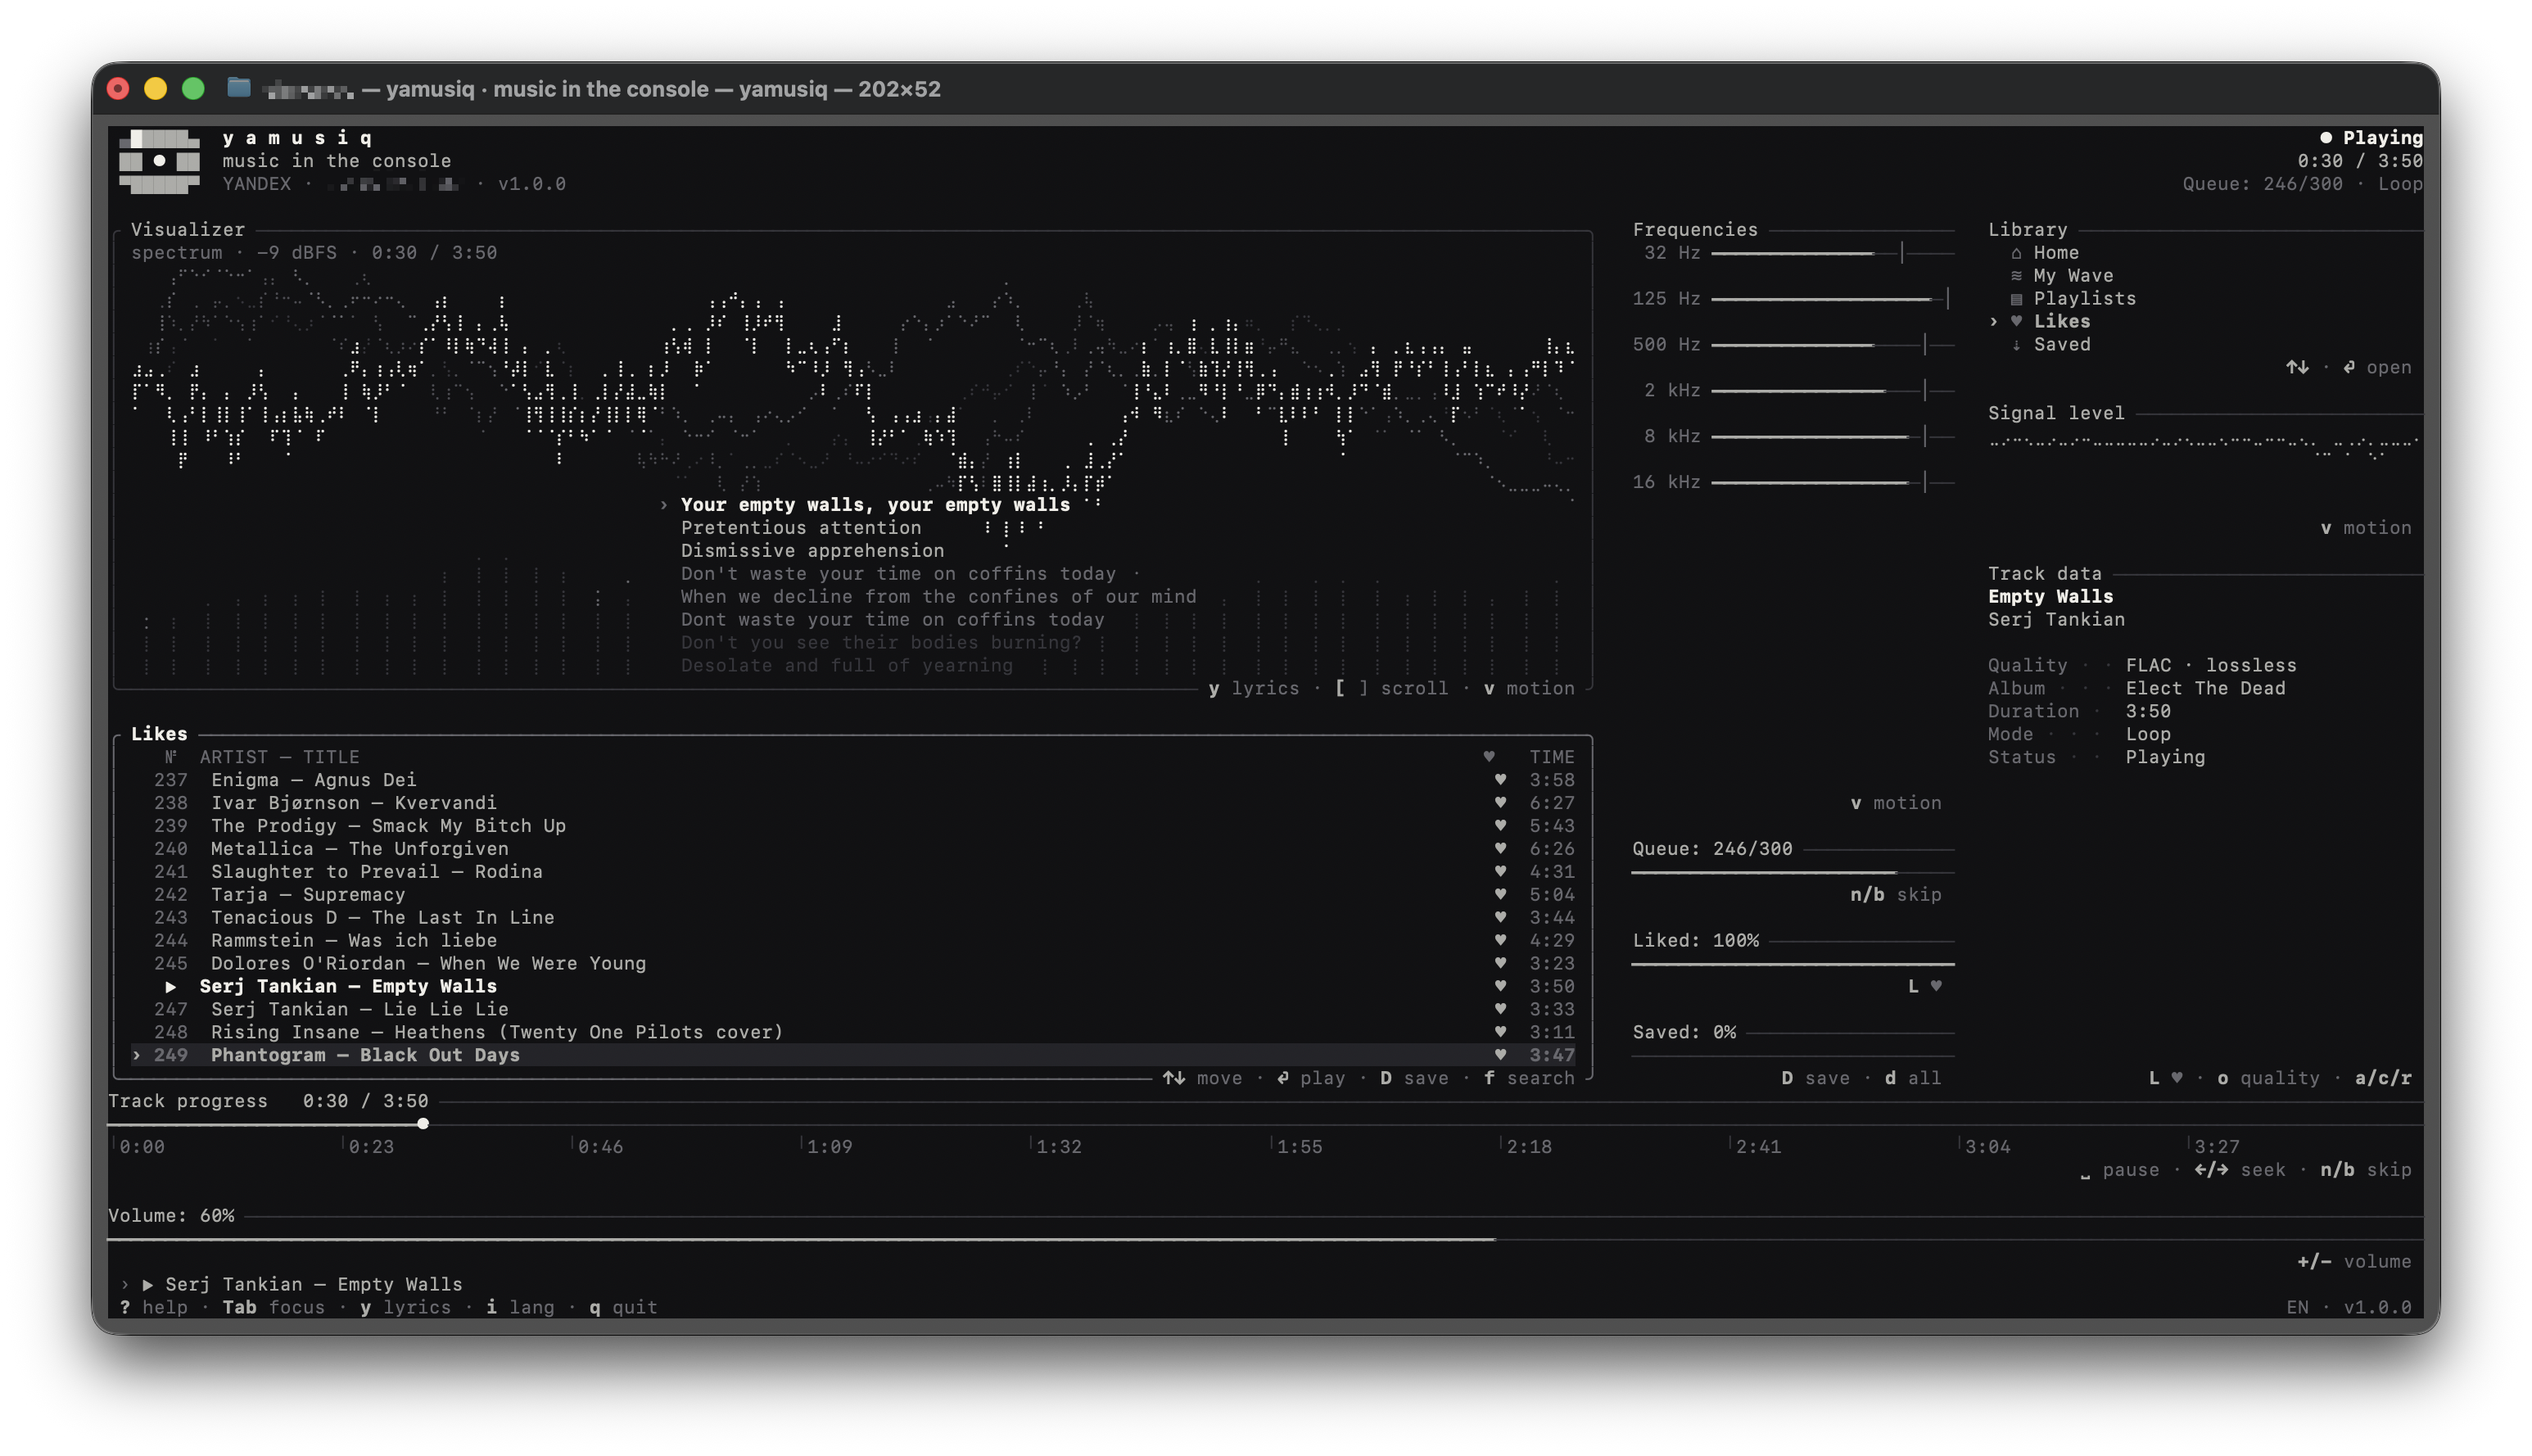 — yamusiq · music in the console — yamusiq — 202×52
yamusiq
music in the console
YANDEX · · v1.0.0
● Playing
0:30 / 3:50
Queue: 246/300 · Loop
Visualizer
spectrum · −9 dBFS · 0:30 / 3:50
› Your empty walls, your empty walls
Pretentious attention
Dismissive apprehension
Don't waste your time on coffins today
When we decline from the confines of our mind
Dont waste your time on coffins today
Don't you see their bodies burning?
Desolate and full of yearning
y lyrics · [ ] scroll · v motion
Frequencies
32 Hz
125 Hz
500 Hz
2 kHz
8 kHz
16 kHz
v motion
Library
⌂ Home
≋ My Wave
▤ Playlists
› ♥ Likes
↓ Saved
↑↓ · ⏎ open
Signal level
v motion
Track data
Empty Walls
Serj Tankian
Quality · · FLAC · lossless
Album · · · Elect The Dead
Duration · 3:50
Mode · · · Loop
Status · · Playing
Likes
№ ARTIST — TITLE ♥ TIME
237 Enigma — Agnus Dei ♥ 3:58
238 Ivar Bjørnson — Kvervandi ♥ 6:27
239 The Prodigy — Smack My Bitch Up ♥ 5:43
240 Metallica — The Unforgiven ♥ 6:26
241 Slaughter to Prevail — Rodina ♥ 4:31
242 Tarja — Supremacy ♥ 5:04
243 Tenacious D — The Last In Line ♥ 3:44
244 Rammstein — Was ich liebe ♥ 4:29
245 Dolores O'Riordan — When We Were Young ♥ 3:23
▶ Serj Tankian — Empty Walls ♥ 3:50
247 Serj Tankian — Lie Lie Lie ♥ 3:33
248 Rising Insane — Heathens (Twenty One Pilots cover) ♥ 3:11
› 249 Phantogram — Black Out Days ♥ 3:47
↑↓ move · ⏎ play · D save · f search
Queue: 246/300
n/b skip
Liked: 100%
L ♥
Saved: 0%
D save · d all
L ♥ · o quality · a/c/r
Track progress 0:30 / 3:50
0:00 0:23 0:46 1:09 1:32 1:55 2:18 2:41 3:04 3:27
␣ pause · ←/→ seek · n/b skip
Volume: 60%
+/− volume
› ▶ Serj Tankian — Empty Walls
? help · Tab focus · y lyrics · i lang · q quit
EN · v1.0.0